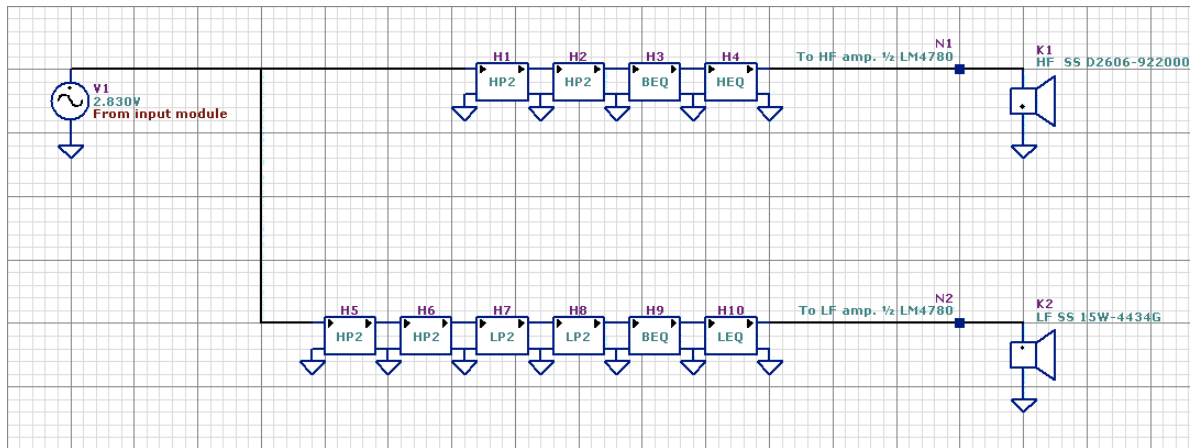 V1
2.830V
From input module
H1 H2 H3 H4
HP2 HP2 BEQ HEQ
N1
To HF amp. ½ LM4780
K1
HF SS D2606-922000
H5 H6 H7 H8 H9 H10
HP2 HP2 LP2 LP2 BEQ LEQ
N2
To LF amp. ½ LM4780
K2
LF SS 15W-4434G